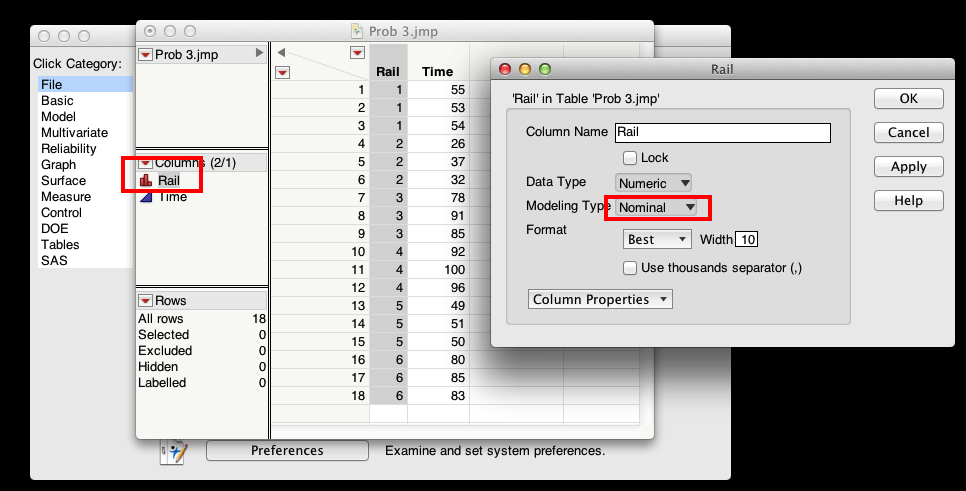 Prob 3.jmp
Click Category:
File
Basic
Model
Multivariate
Reliability
Graph
Surface
Measure
Control
DOE
Tables
SAS
Prob 3.jmp
Columns (2/1)
Rail
Time
Rows
All rows 18
Selected 0
Excluded 0
Hidden 0
Labelled 0
Rail Time
1 1 55
2 1 53
3 1 54
4 2 26
5 2 37
6 2 32
7 3 78
8 3 91
9 3 85
10 4 92
11 4 100
12 4 96
13 5 49
14 5 51
15 5 50
16 6 80
17 6 85
18 6 83
Rail
'Rail' in Table 'Prob 3.jmp'
Column Name Rail
Lock
Data Type Numeric
Modeling Type Nominal
Format
Best Width 10
Use thousands separator (,)
Column Properties
OK
Cancel
Apply
Help
Preferences Examine and set system preferences.